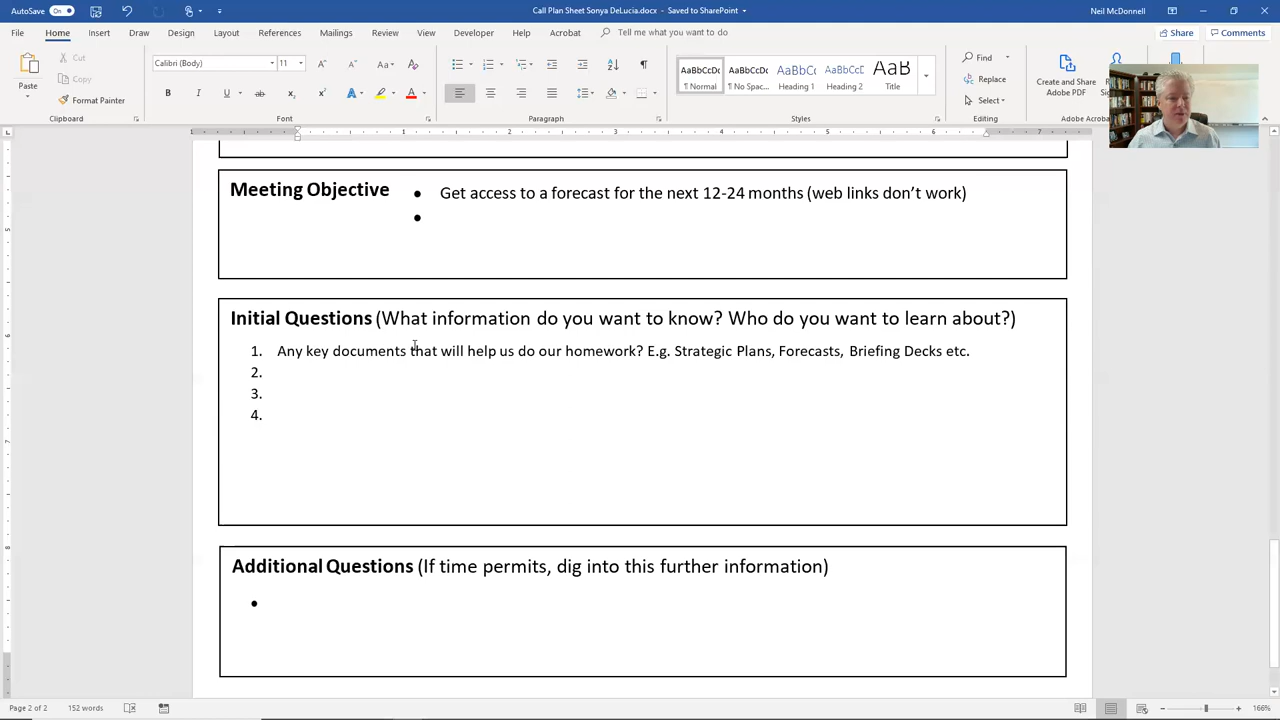 AutoSave On
Call Plan Sheet Sonya DeLucia.docx - Saved to SharePoint
Neil McDonnell
File Home Insert Draw Design Layout References Mailings Review View Developer Help Acrobat Tell me what you want to do Share Comments
Paste
Cut
Copy
Format Painter
Calibri (Body) 11
B I U ab
AaBbCcDc
¶ Normal
AaBbCcDc
¶ No Spac...
AaBbC
Heading 1
AaBbCcD
Heading 2
AaB
Title
Find
Replace
Select
Create and Share
Adobe PDF
Clipboard Font Paragraph Styles Editing Adobe Acroba
Meeting Objective
• Get access to a forecast for the next 12-24 months (web links don’t work)
•
Initial Questions (What information do you want to know? Who do you want to learn about?)
1. Any key documents that will help us do our homework? E.g. Strategic Plans, Forecasts, Briefing Decks etc.
2.
3.
4.
Additional Questions (If time permits, dig into this further information)
•
Page 2 of 2 152 words 166%